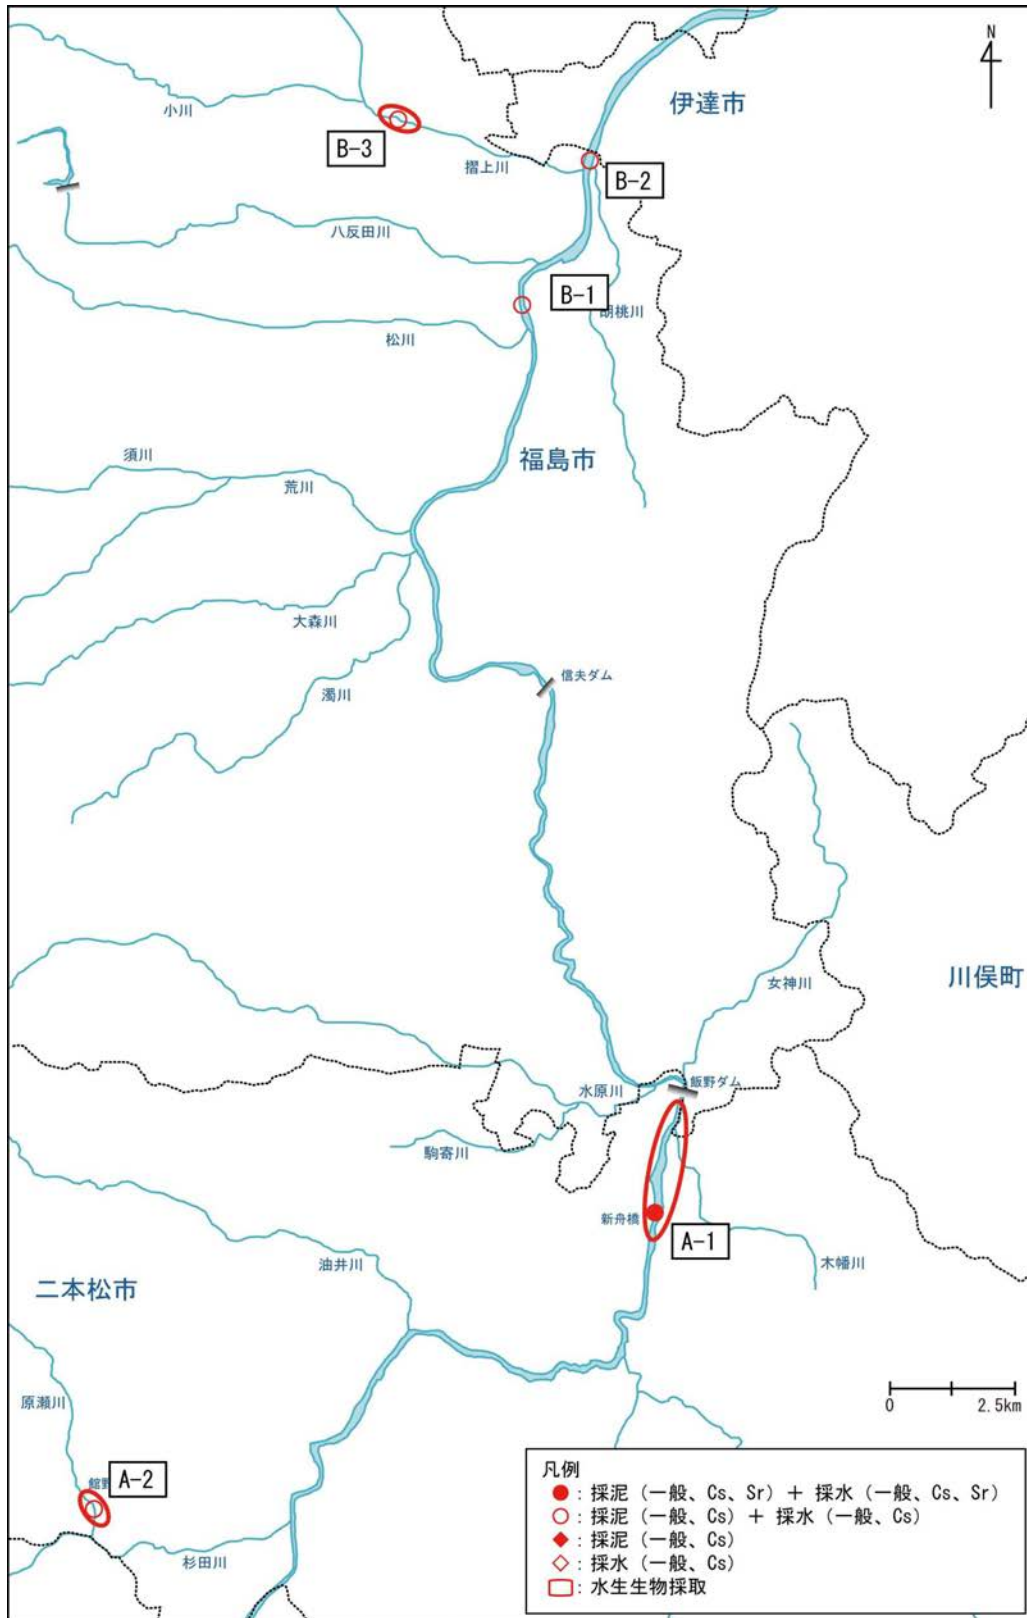 N
伊達市
小川
B-3
摺上川
B-2
八反田川
B-1
胡桃川
松川
福島市
須川
荒川
大森川
信夫ダム
濁川
川俣町
女神川
飯野ダム
水原川
駒寄川
新舟橋
A-1
木幡川
油井川
二本松市
原瀬川
0 2.5km
A-2
杉田川
凡例
●：採泥（一般、Cs、Sr）＋ 採水（一般、Cs、Sr）
○：採泥（一般、Cs）＋ 採水（一般、Cs）
◆：採泥（一般、Cs）
◇：採水（一般、Cs）
：水生生物採取